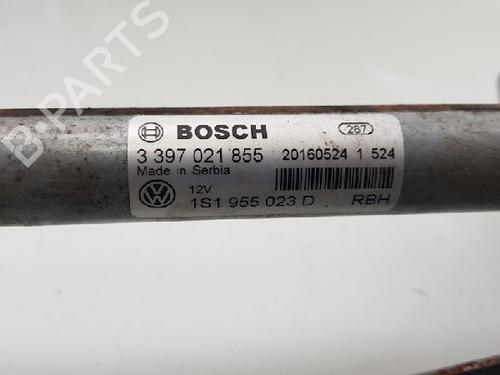 BOSCH
287
3 397 021 855 20160524 1 524
Made in Serbia
12V
1S1 955 023 D RBH
B-PARTS